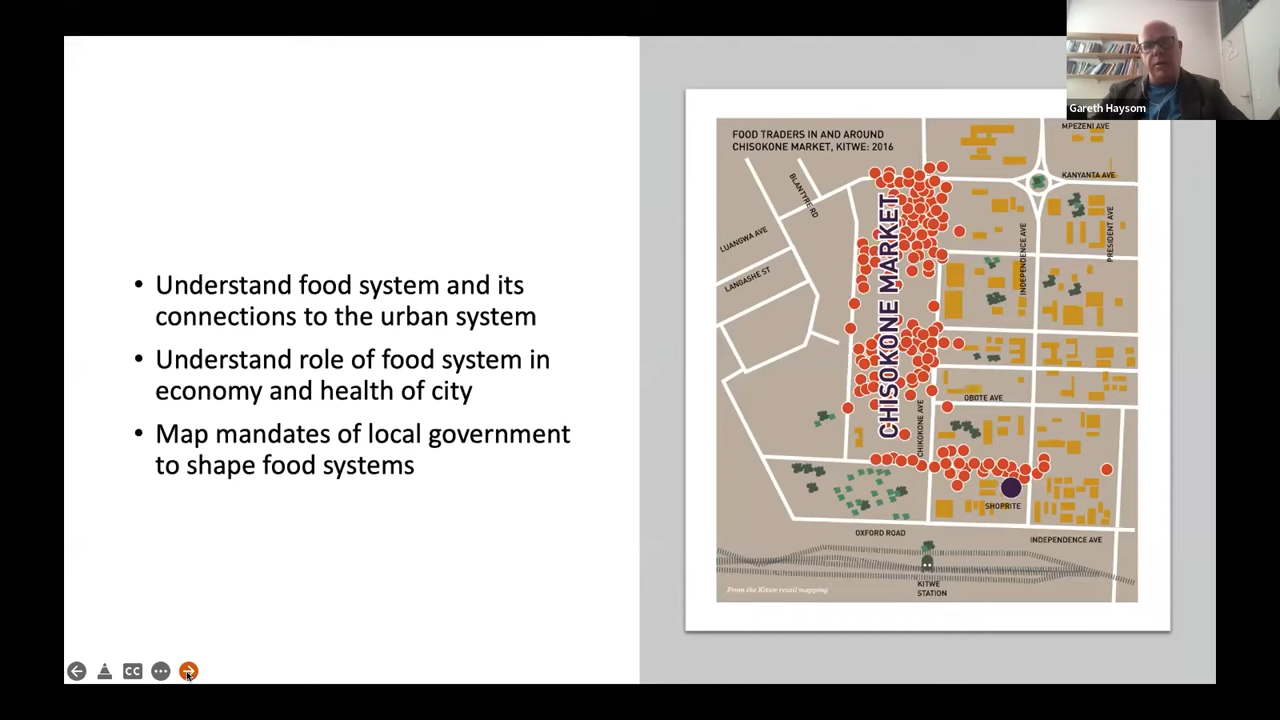 Gareth Haysom
• Understand food system and its
connections to the urban system
• Understand role of food system in
economy and health of city
• Map mandates of local government
to shape food systems
FOOD TRADERS IN AND AROUND
CHISOKONE MARKET, KITWE: 2016
MPEZENI AVE
BLANTYRE RD
KANYANTA AVE
LUANGWA AVE
PRESIDENT AVE
INDEPENDENCE AVE
LANGASHE ST
CHISOKONE MARKET
OBOTE AVE
CHIKOKONE AVE
SHOPRITE
OXFORD ROAD
INDEPENDENCE AVE
KITWE
STATION
From the Kitwe retail mapping
CC